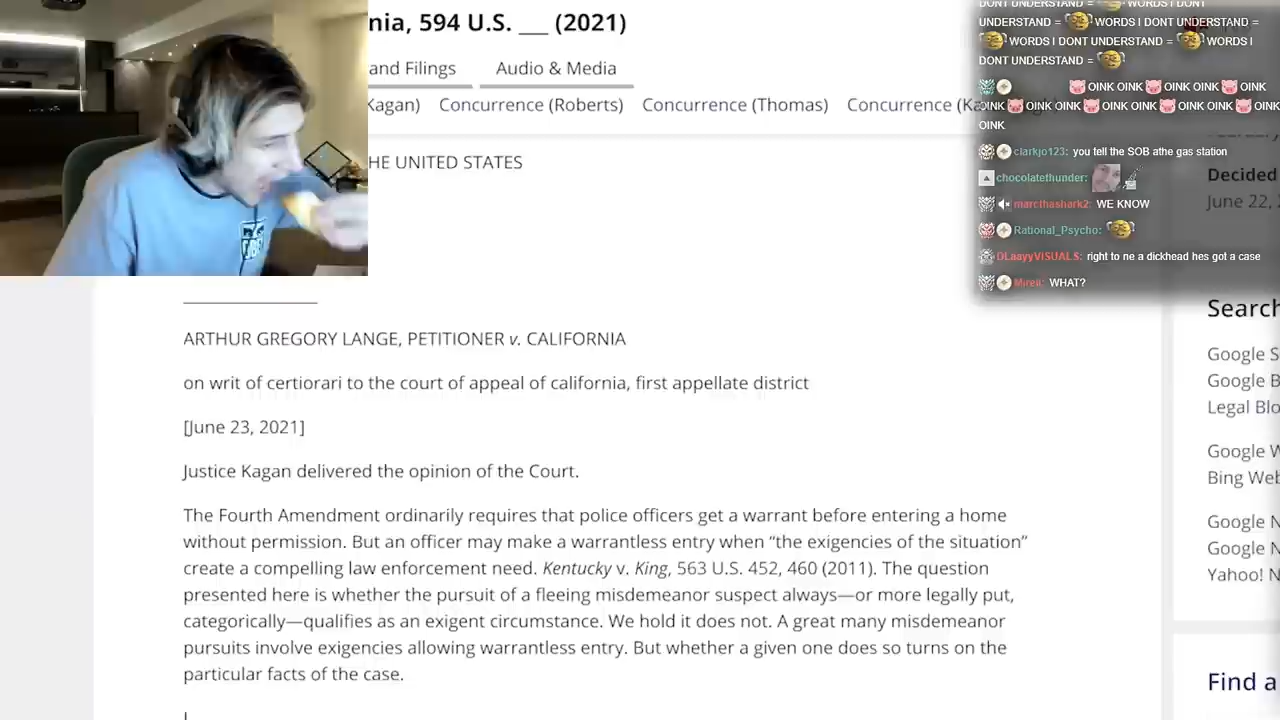 nia, 594 U.S. ___ (2021)
and Filings
Audio & Media
Kagan)
Concurrence (Roberts)
Concurrence (Thomas)
Concurrence
HE UNITED STATES
ARTHUR GREGORY LANGE, PETITIONER v. CALIFORNIA
on writ of certiorari to the court of appeal of california, first appellate district
[June 23, 2021]
Justice Kagan delivered the opinion of the Court.
The Fourth Amendment ordinarily requires that police officers get a warrant before entering a home
without permission. But an officer may make a warrantless entry when “the exigencies of the situation”
create a compelling law enforcement need. Kentucky v. King, 563 U.S. 452, 460 (2011). The question
presented here is whether the pursuit of a fleeing misdemeanor suspect always—or more legally put,
categorically—qualifies as an exigent circumstance. We hold it does not. A great many misdemeanor
pursuits involve exigencies allowing warrantless entry. But whether a given one does so turns on the
particular facts of the case.
I
DONT UNDERSTAND = WORDS I DONT
UNDERSTAND = WORDS I DONT UNDERSTAND =
WORDS I DONT UNDERSTAND = WORDS I
DONT UNDERSTAND =
OINK OINK OINK OINK OINK
OINK OINK OINK OINK OINK OINK OINK
OINK
clarkjo123: you tell the SOB athe gas station
chocolatethunder:
marcthashark2: WE KNOW
Rational_Psycho:
DLaayyVISUALS: right to ne a dickhead hes got a case
Mirea: WHAT?
Decided
June 22,
Search
Google S
Google B
Legal Blo
Google W
Bing Web
Google N
Google N
Yahoo! N
Find a